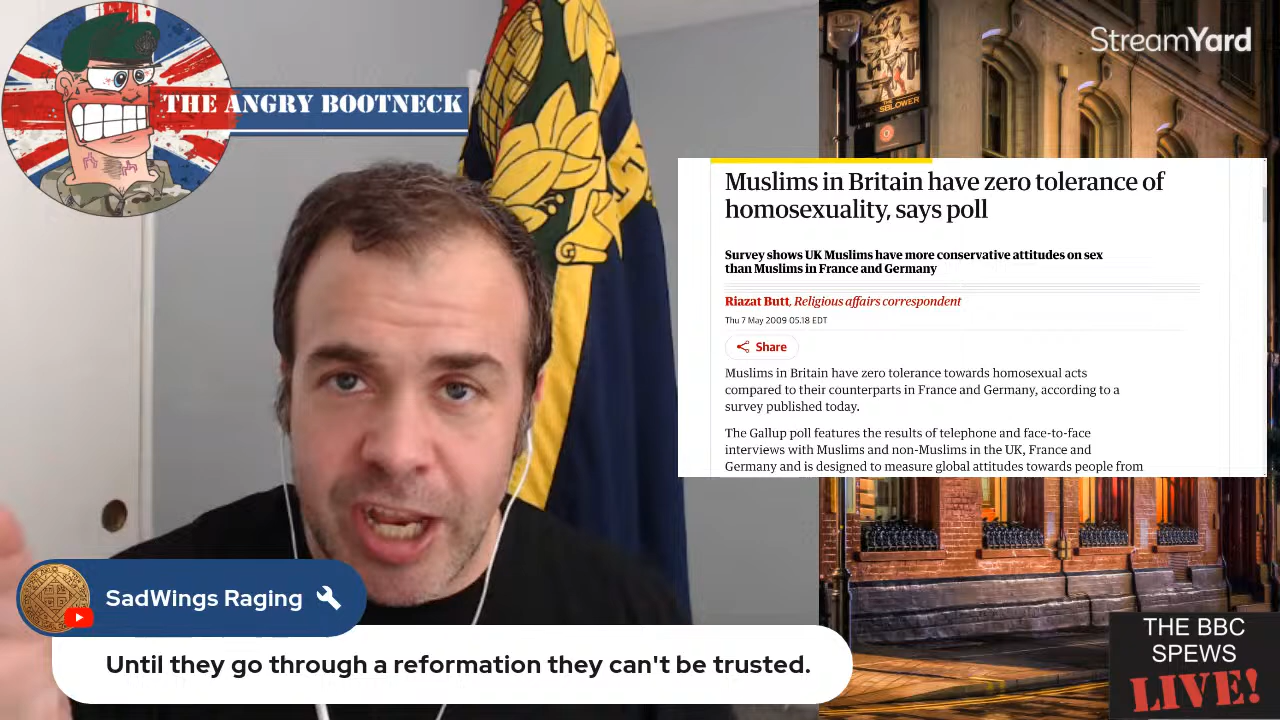 THE ANGRY BOOTNECK
StreamYard
THE
SBLOWER
Muslims in Britain have zero tolerance of
homosexuality, says poll
Survey shows UK Muslims have more conservative attitudes on sex
than Muslims in France and Germany
Riazat Butt, Religious affairs correspondent
Thu 7 May 2009 05.18 EDT
Share
Muslims in Britain have zero tolerance towards homosexual acts
compared to their counterparts in France and Germany, according to a
survey published today.
The Gallup poll features the results of telephone and face-to-face
interviews with Muslims and non-Muslims in the UK, France and
Germany and is designed to measure global attitudes towards people from
SadWings Raging
Until they go through a reformation they can't be trusted.
THE BBC
SPEWS
LIVE!